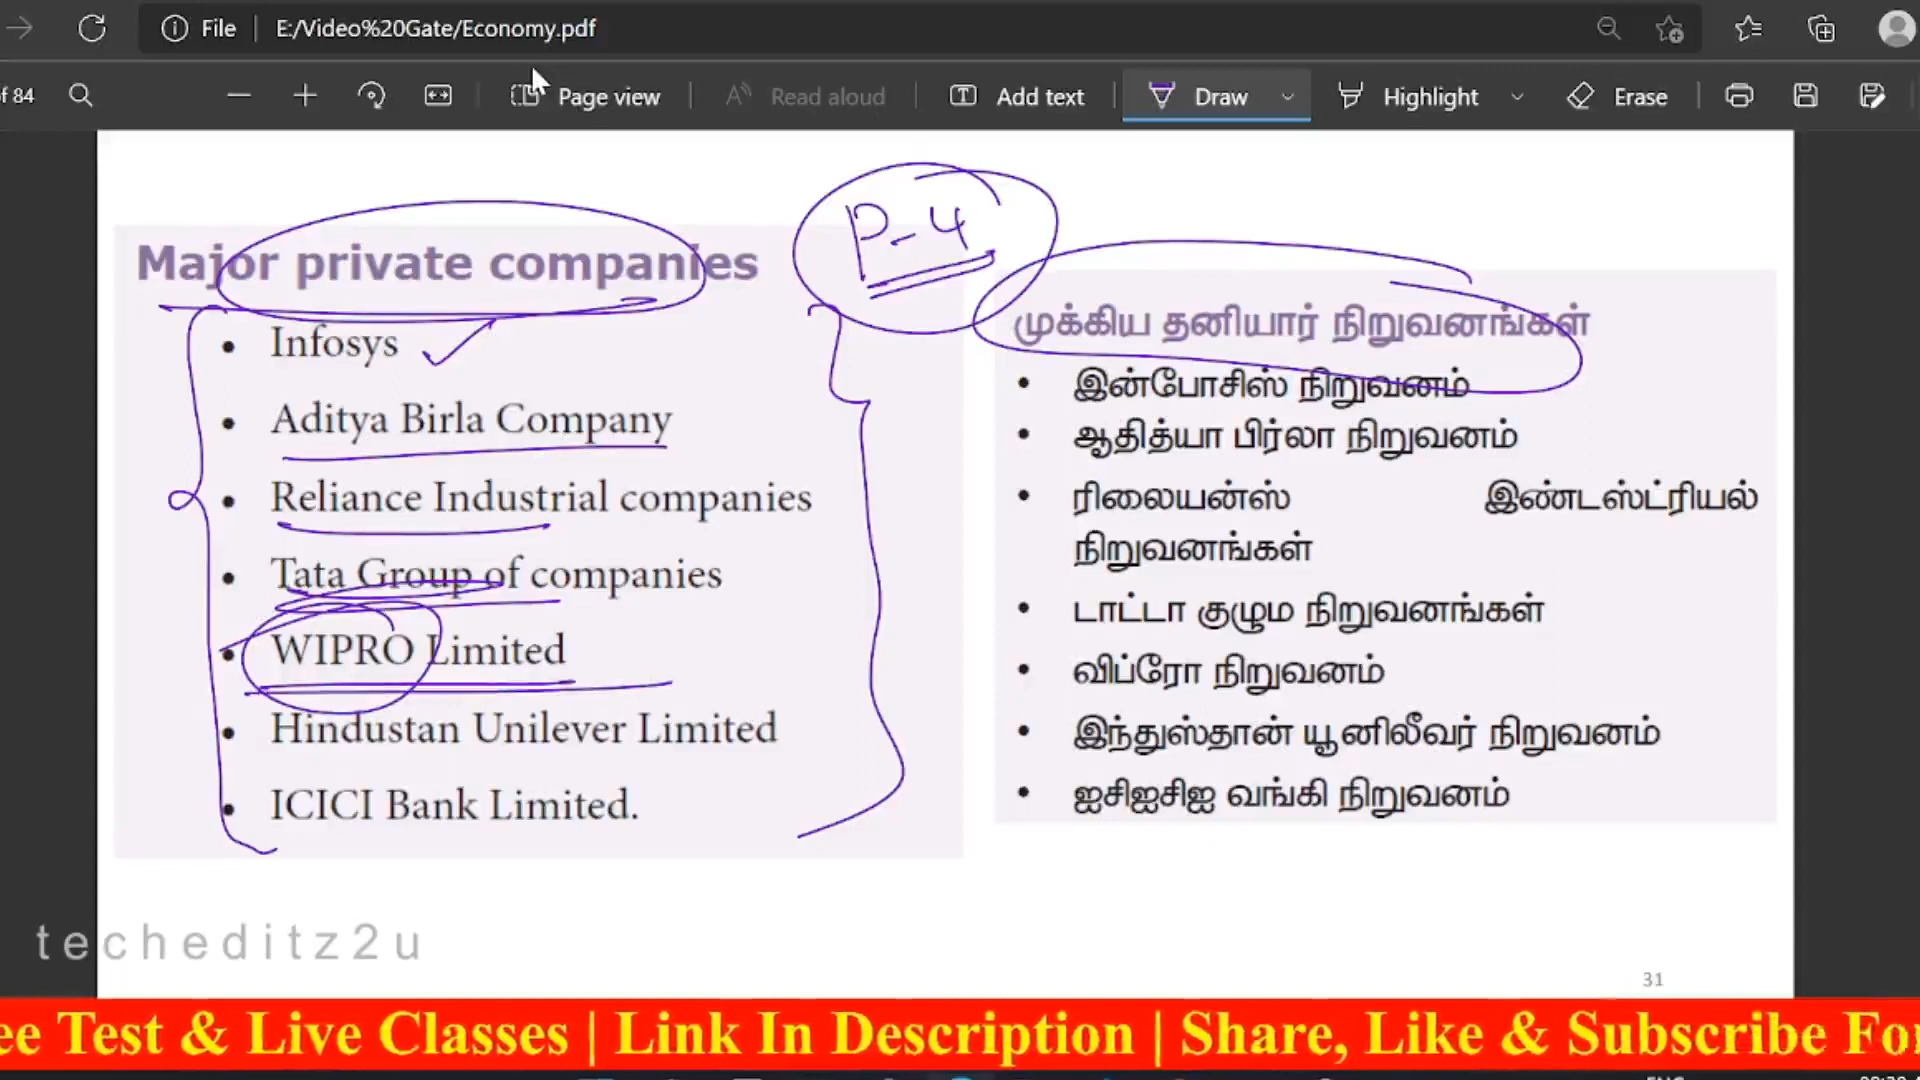 File
E:/Video%20Gate/Economy.pdf
of 84
Page view
Read aloud
Add text
Draw
Highlight
Erase
P-4
Major private companies
• Infosys
• Aditya Birla Company
• Reliance Industrial companies
• Tata Group of companies
• WIPRO Limited
• Hindustan Unilever Limited
• ICICI Bank Limited.
முக்கிய தனியார் நிறுவனங்கள்
• இன்போசிஸ் நிறுவனம்
• ஆதித்யா பிர்லா நிறுவனம்
• ரிலையன்ஸ் இண்டஸ்ட்ரியல்
நிறுவனங்கள்
• டாட்டா குழும நிறுவனங்கள்
• விப்ரோ நிறுவனம்
• இந்துஸ்தான் யூனிலீவர் நிறுவனம்
• ஐசிஐசிஐ வங்கி நிறுவனம்
techeditz2u
31
ee Test & Live Classes | Link In Description | Share, Like & Subscribe For